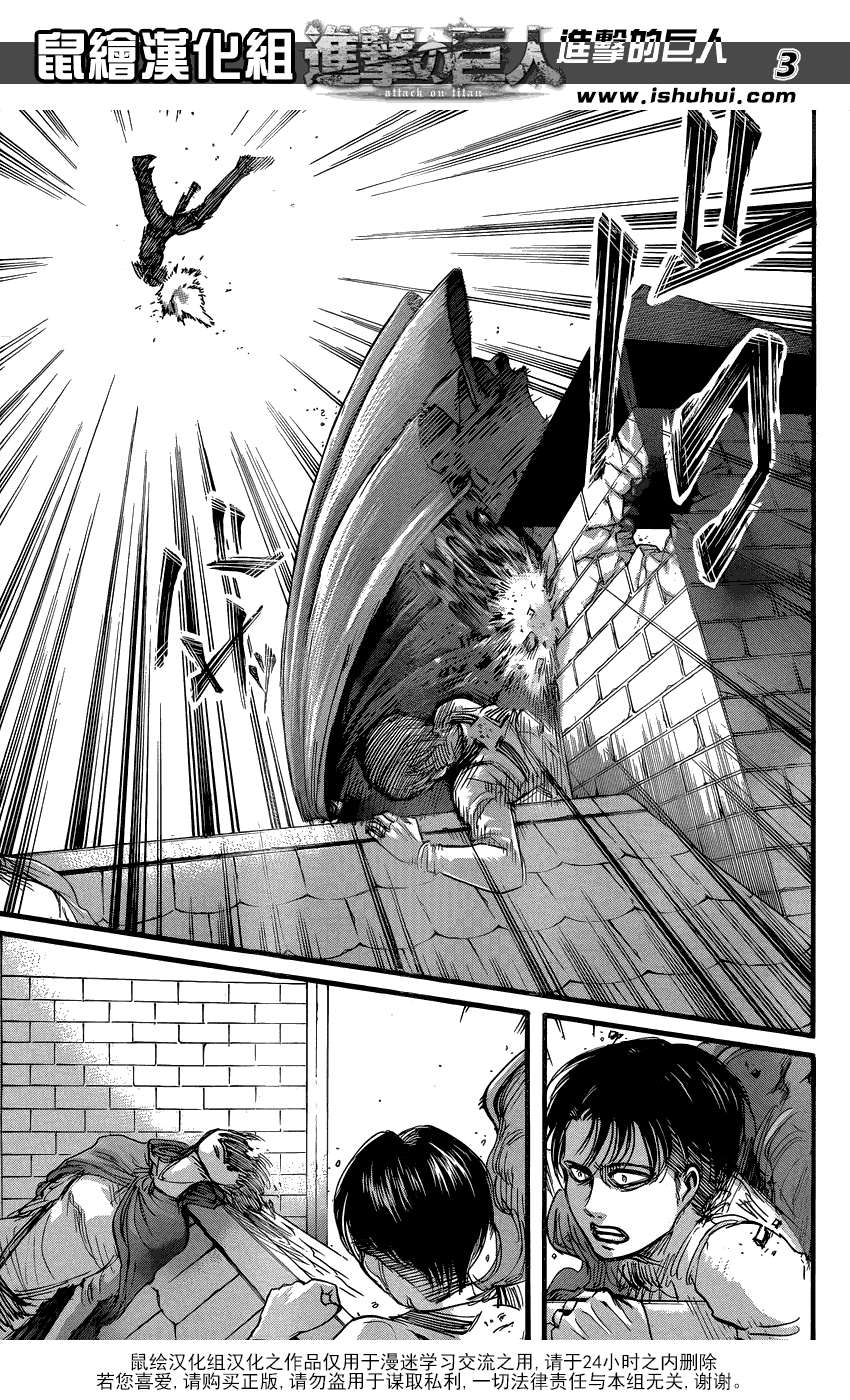 鼠繪漢化组
進撃の巨人
attack on titan
進擊的巨人
3
www.ishuhui.com
鼠绘汉化组汉化之作品仅用于漫迷学习交流之用,请于24小时之内删除
若您喜爱,请购买正版,请勿盗用于谋取私利,一切法律责任与本组无关,谢谢。